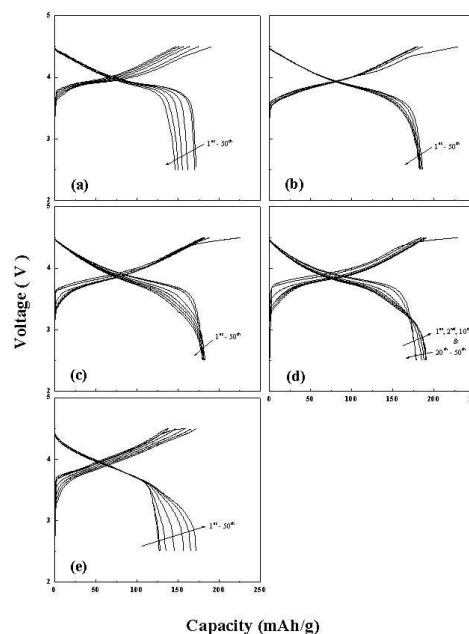 5
4
3
2
(a)
1st - 50th
(b)
1st - 50th
5
4
3
2
(c)
1st - 50th
(d)
1st, 2nd, 10th
&
20th - 50th
Voltage ( V )
0 50 100 150 200
5
4
3
2
(e)
1st - 50th
0 50 100 150 200 250
Capacity (mAh/g)